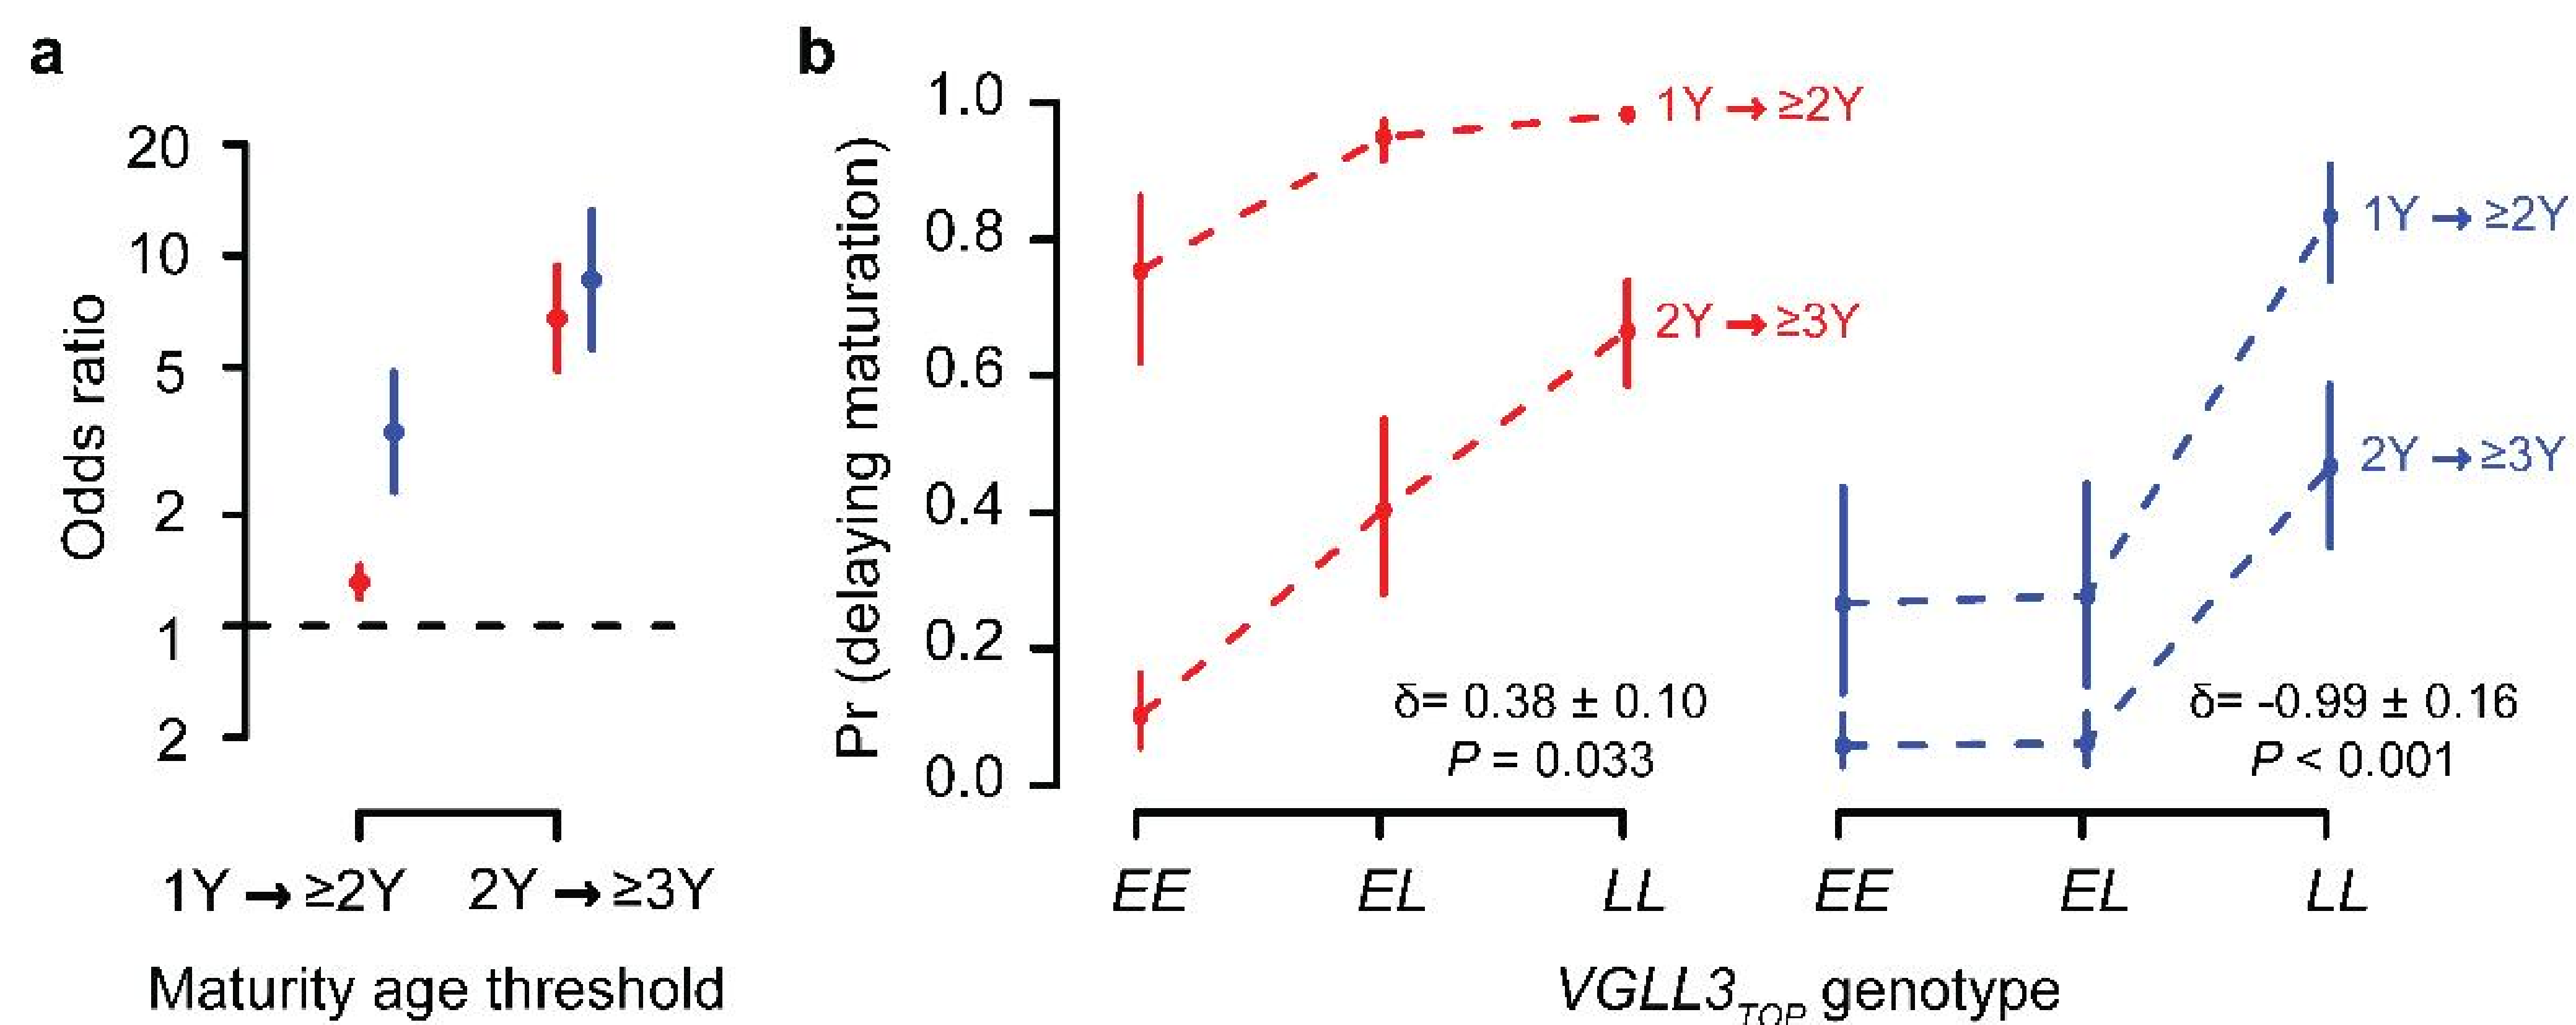 a
20
10
5
2
1
2
Odds ratio
1Y → ≥2Y
2Y → ≥3Y
Maturity age threshold
b
1.0
0.8
0.6
0.4
0.2
0.0
Pr (delaying maturation)
1Y → ≥2Y
2Y → ≥3Y
δ= 0.38 ± 0.10
P = 0.033
1Y → ≥2Y
2Y → ≥3Y
δ= -0.99 ± 0.16
P < 0.001
EE EL LL EE EL LL
VGLL3TOP genotype